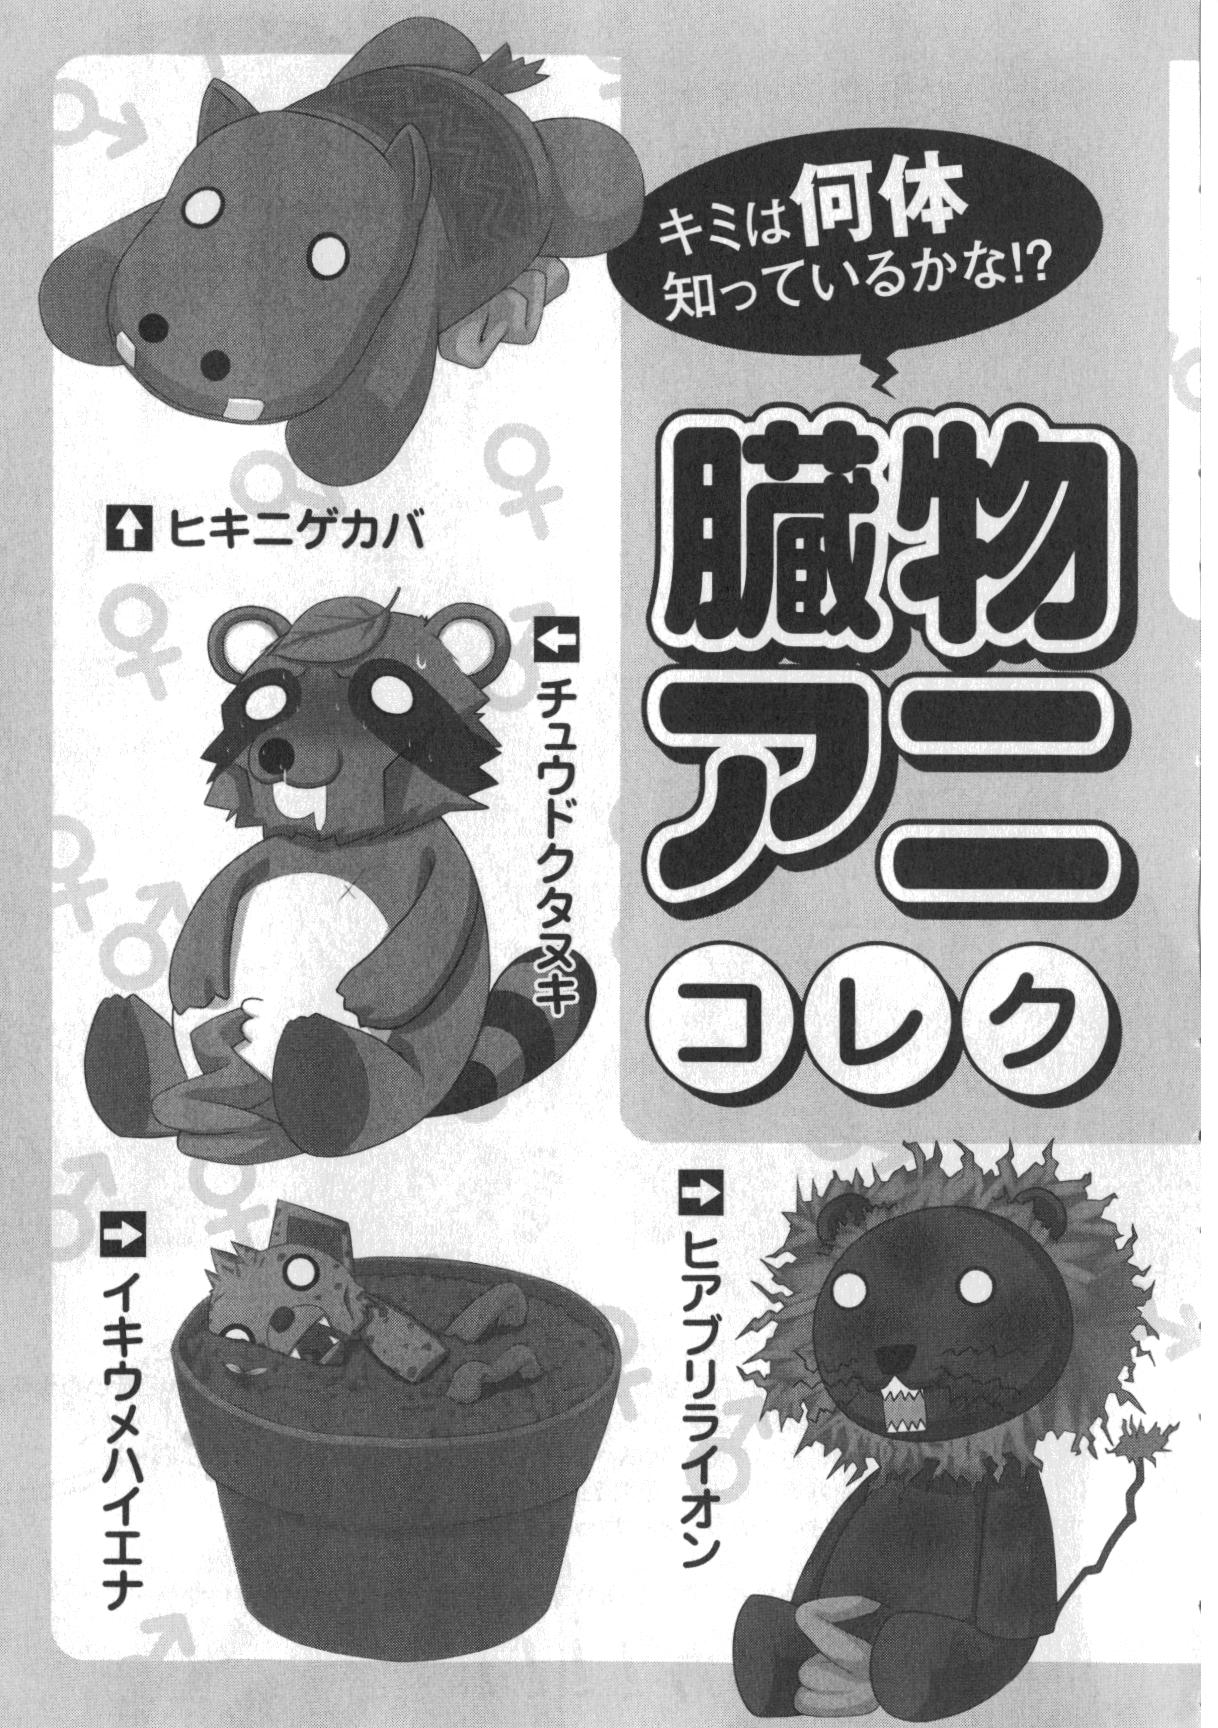 キミは何体
知っているかな!?
臓物
アニ
コレク
ヒキニゲカバ
チュウドクタヌキ
イキウメハイエナ
ヒアブリライオン